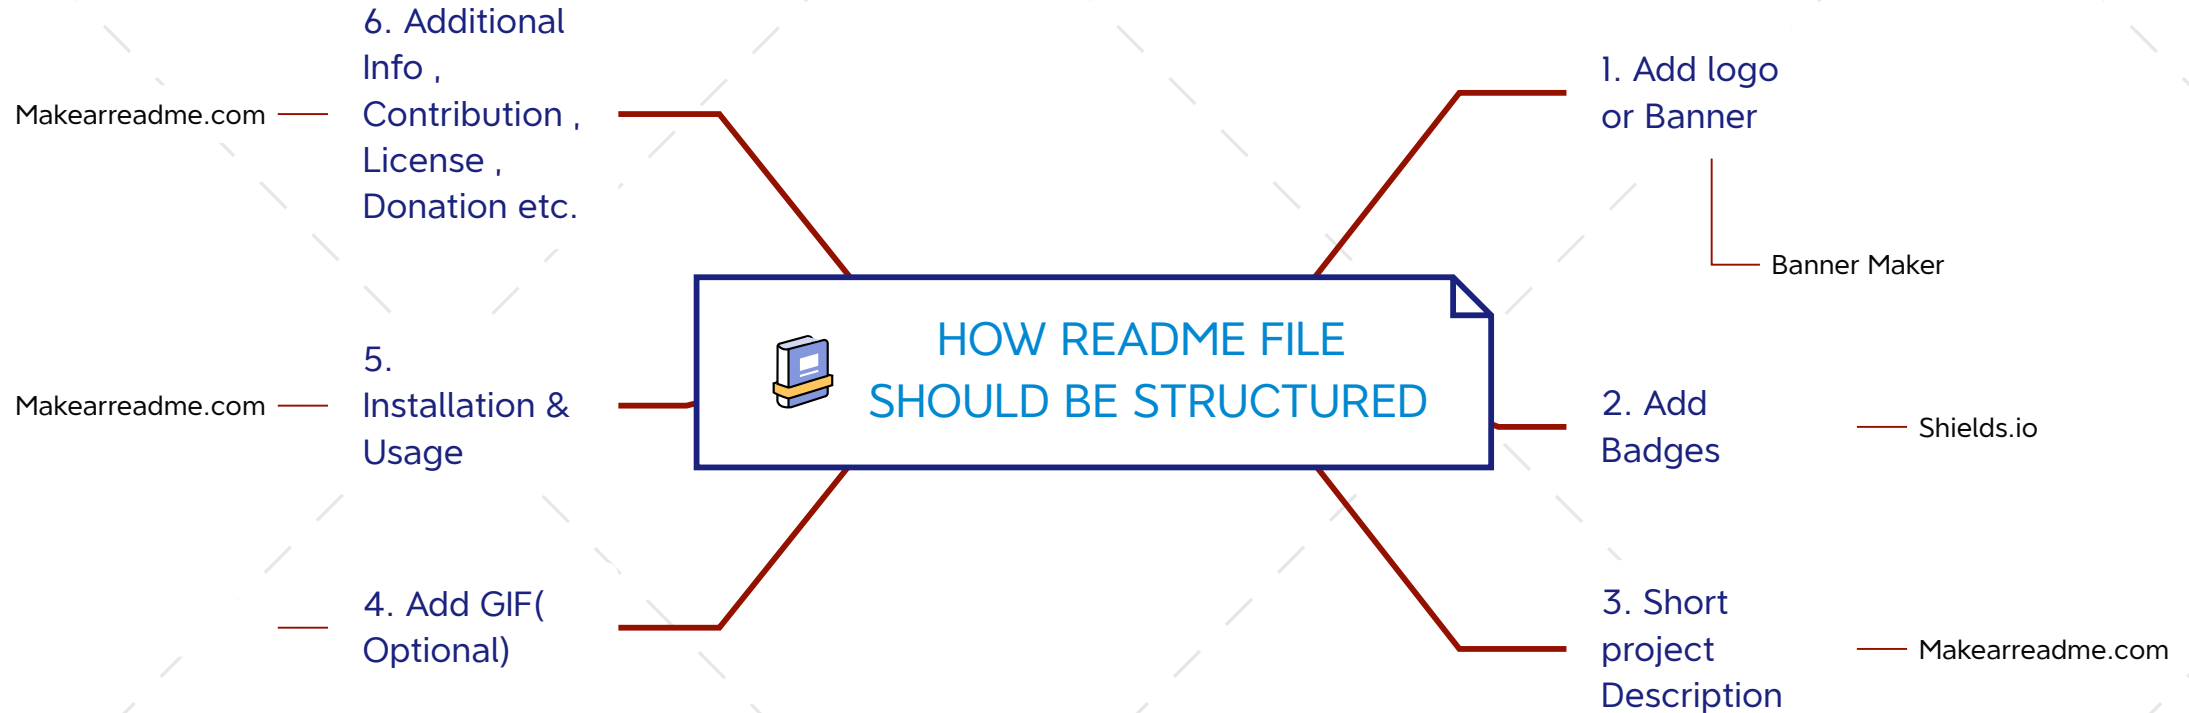 HOW README FILE
SHOULD BE STRUCTURED
1. Add logo
or Banner
Banner Maker
2. Add
Badges
Shields.io
3. Short
project
Description
Makearreadme.com
4. Add GIF(
Optional)
5.
Installation &
Usage
Makearreadme.com
6. Additional
Info ,
Contribution ,
License ,
Donation etc.
Makearreadme.com